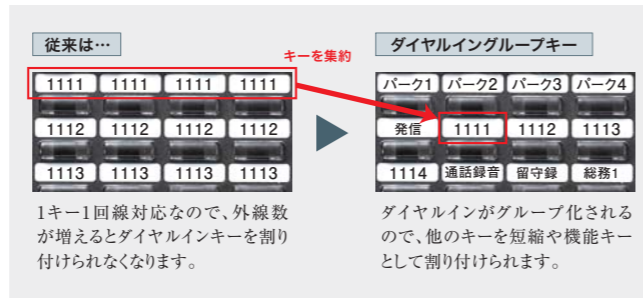 従来は…
キーを集約
ダイヤルイングループキー
1111 1111 1111 1111
1112 1112 1112 1112
1113 1113 1113 1113
パーク1 パーク2 パーク3 パーク4
発信 1111 1112 1113
1114 通話録音 留守録 総務1
1キー1回線対応なので、外線数
が増えるとダイヤルインキーを割り
付けられなくなります。
ダイヤルインがグループ化される
ので、他のキーを短縮や機能キー
として割り付けられます。